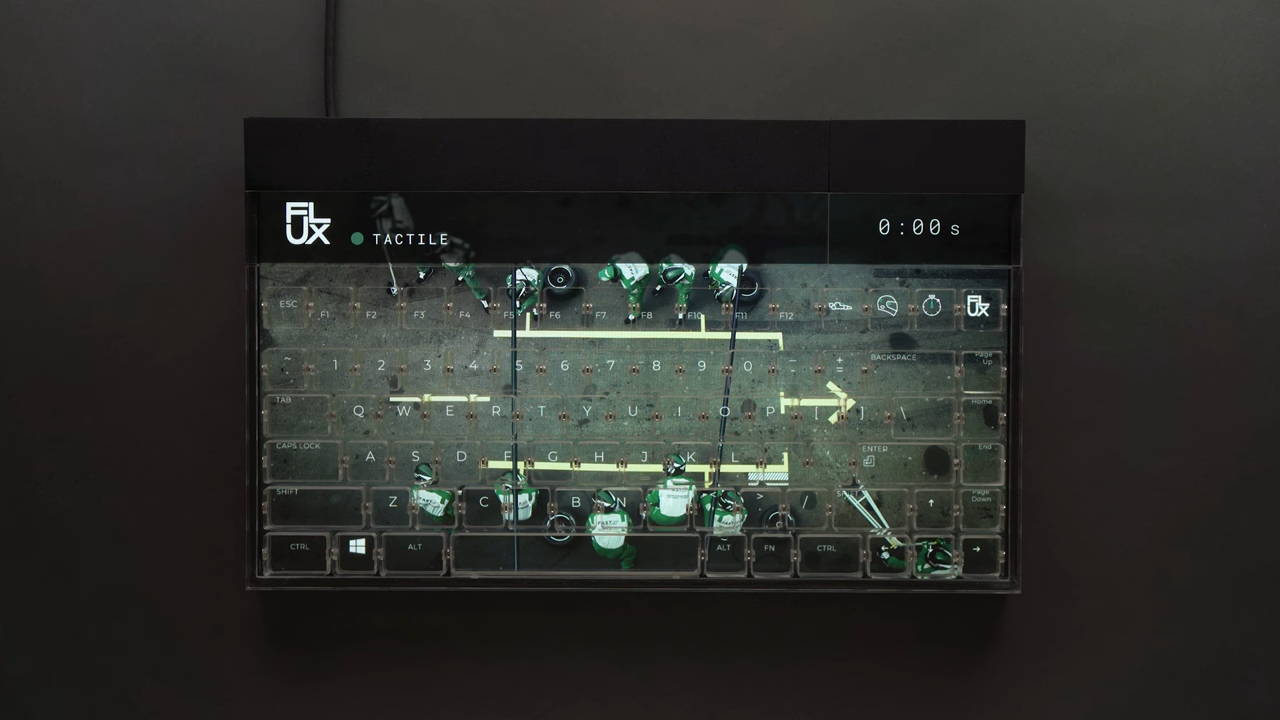 FL
UX
TACTILE
0:00 s
ESC F1 F2 F3 F4 F5 F6 F7 F8 F10 F11 F12 FL
UX
~ 1 2 3 4 5 6 7 8 9 0 - + = BACKSPACE Page Up
TAB Q W E R T Y U I O P [ ] \ Home
CAPS LOCK A S D F G H J K L ENTER End
SHIFT Z C B N > / ↑ Page Down
CTRL ALT ALT FN CTRL ← →